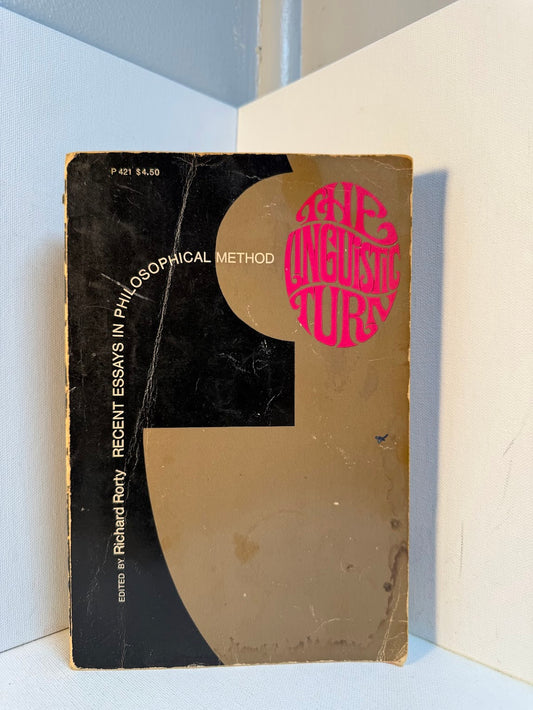 P 421 $4.50
THE
LINGUISTIC
TURN
RECENT ESSAYS IN PHILOSOPHICAL METHOD
EDITED BY Richard Rorty